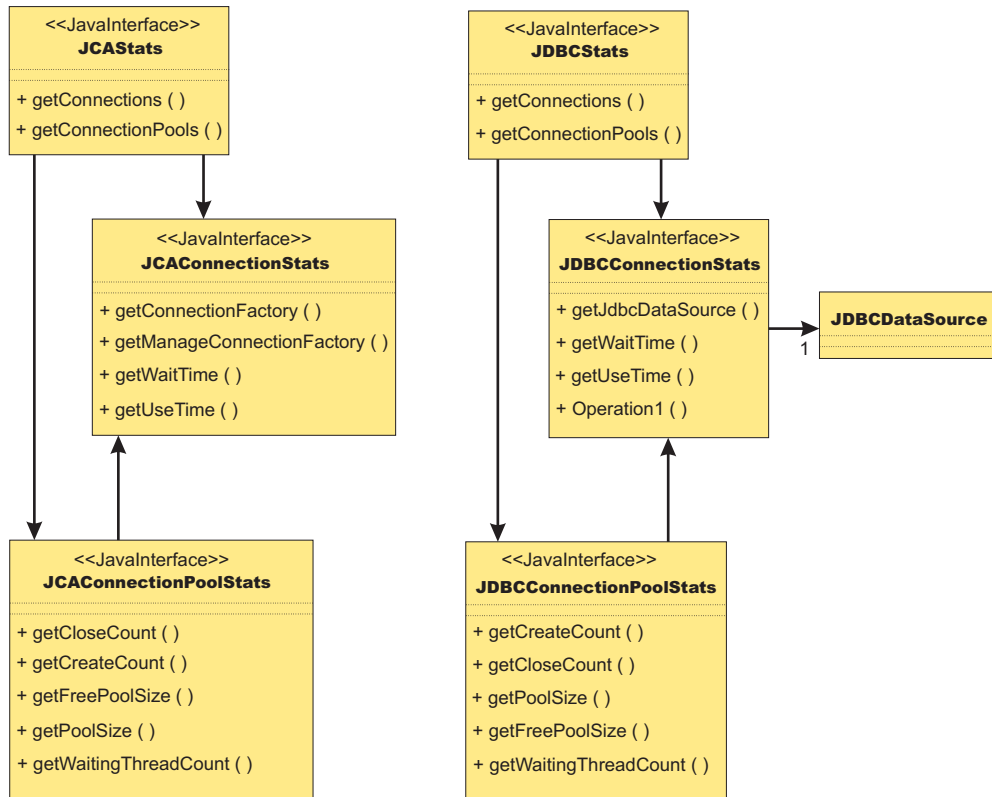 <<JavaInterface>>
JCAStats
+ getConnections ( )
+ getConnectionPools ( )
<<JavaInterface>>
JDBCStats
+ getConnections ( )
+ getConnectionPools ( )
<<JavaInterface>>
JCAConnectionStats
+ getConnectionFactory ( )
+ getManageConnectionFactory ( )
+ getWaitTime ( )
+ getUseTime ( )
<<JavaInterface>>
JDBCConnectionStats
+ getJdbcDataSource ( )
+ getWaitTime ( )
+ getUseTime ( )
+ Operation1 ( )
1
JDBCDataSource
<<JavaInterface>>
JCAConnectionPoolStats
+ getCloseCount ( )
+ getCreateCount ( )
+ getFreePoolSize ( )
+ getPoolSize ( )
+ getWaitingThreadCount ( )
<<JavaInterface>>
JDBCConnectionPoolStats
+ getCreateCount ( )
+ getCloseCount ( )
+ getPoolSize ( )
+ getFreePoolSize ( )
+ getWaitingThreadCount ( )